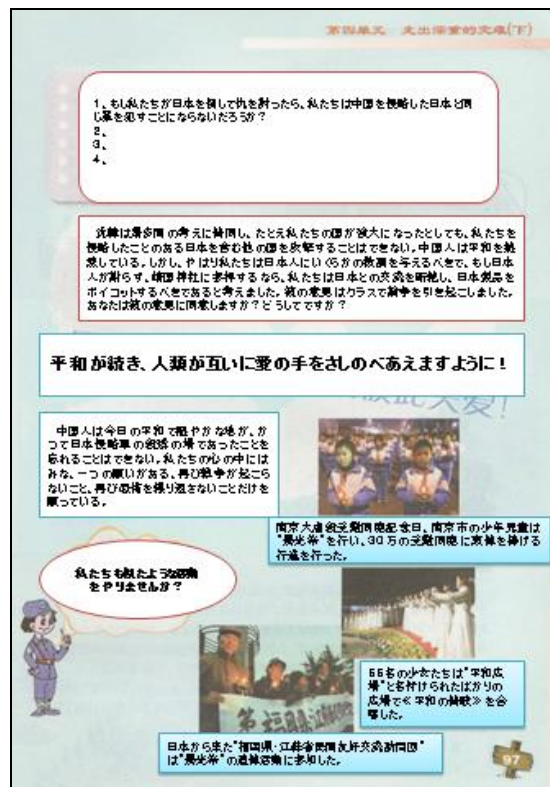 第四单元 走出深重的灾难(下)
1、もし私たちが日本を倒して仇を討ったら、私たちは中国を侵略した日本と同
じ罪を犯すことにならないだろうか?
2、
3、
4、
の考えに賛同し、たとえ私たちの国が強大になったとしても、私たちを
侵略したことのある日本を含む他の国を攻撃することはできない。中国人は平和を熱
愛している。しかし、やはり私たちは日本人にいくらかの教訓を与えるべきで、もし日本
人が謝らず、靖国神社に参拝するなら、私たちは日本との交流を断絶し、日本製品を
ボイコットするべきであると考えました。彼の意見はクラスで論争を引き起こしました。
あなたは彼の意見に同意しますか?どうしてですか?
平和が続き、人類が互いに愛の手をさしのべあえますように!
中国人は今日の平和で穏やかな地が、か
つて日本侵略軍の殺戮の場であったことを
忘れることはできない。私たちの心の中には
みな、一つの願いがある、再び戦争が起こら
ないこと、再び恐怖を繰り返さないことだけを
願っている。
南京大虐殺受難同胞記念日、南京市の少年児童は
"燭光祭"を行い、30万の受難同胞に哀悼を捧げる
行進を行った。
私たちも似たような活動
をやりませんか?
66名の少女たちは"平和広
場"と名付けられたばかりの
広場で≪平和の讃歌≫を合
唱した。
日本から来た"福岡県・江蘇省民間友好交流訪問団"
は"燭光祭"の追悼活動に参加した。
97